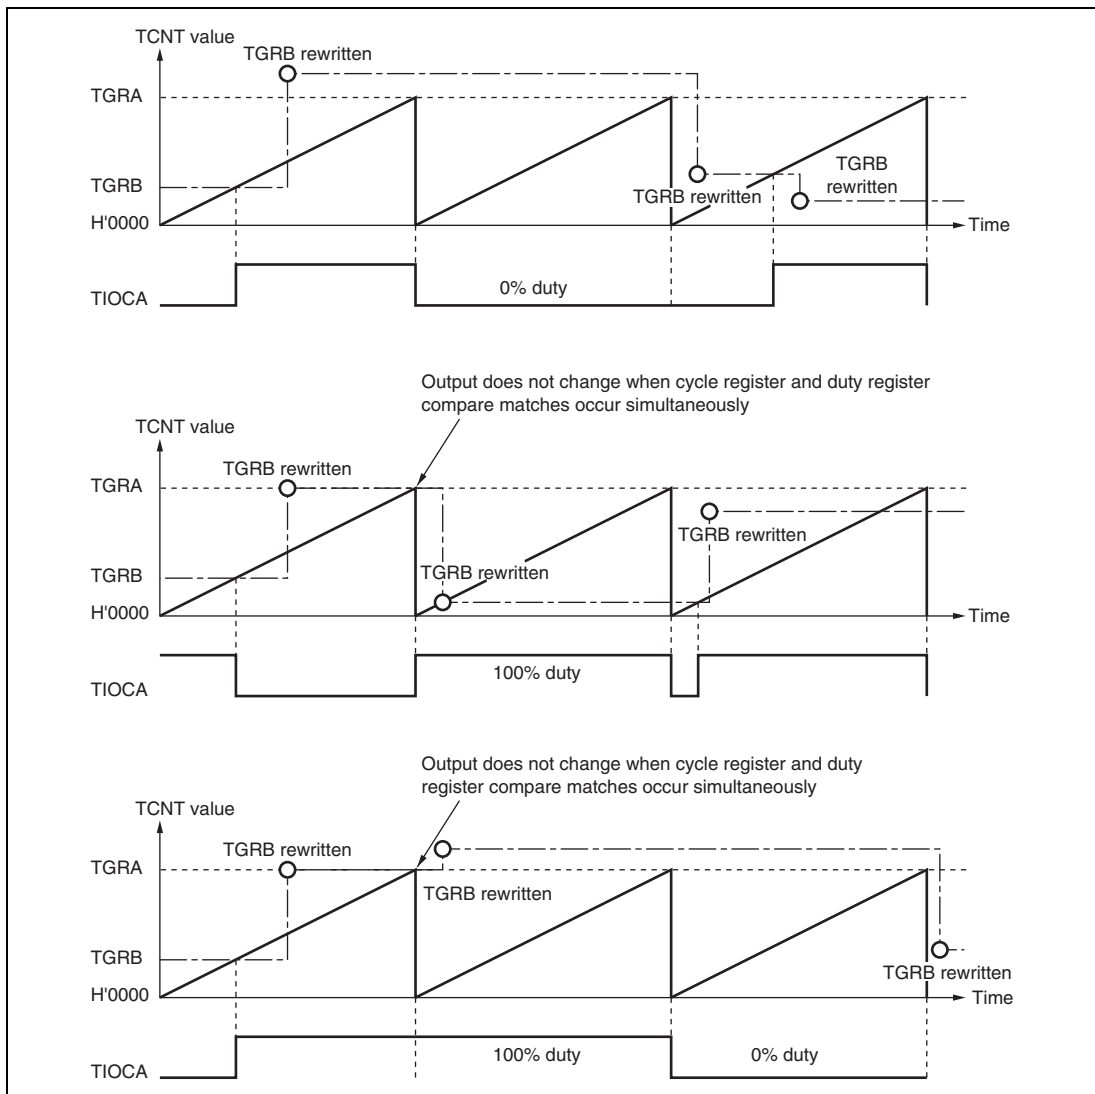 TCNT value
TGRB rewritten
TGRA
TGRB
rewritten
TGRB
TGRB rewritten
H'0000
Time
0% duty
TIOCA
Output does not change when cycle register and duty register
compare matches occur simultaneously
TCNT value
TGRB rewritten
TGRA
TGRB rewritten
TGRB
TGRB rewritten
H'0000
Time
100% duty
TIOCA
Output does not change when cycle register and duty
register compare matches occur simultaneously
TCNT value
TGRB rewritten
TGRA
TGRB rewritten
TGRB
TGRB rewritten
H'0000
Time
100% duty
0% duty
TIOCA